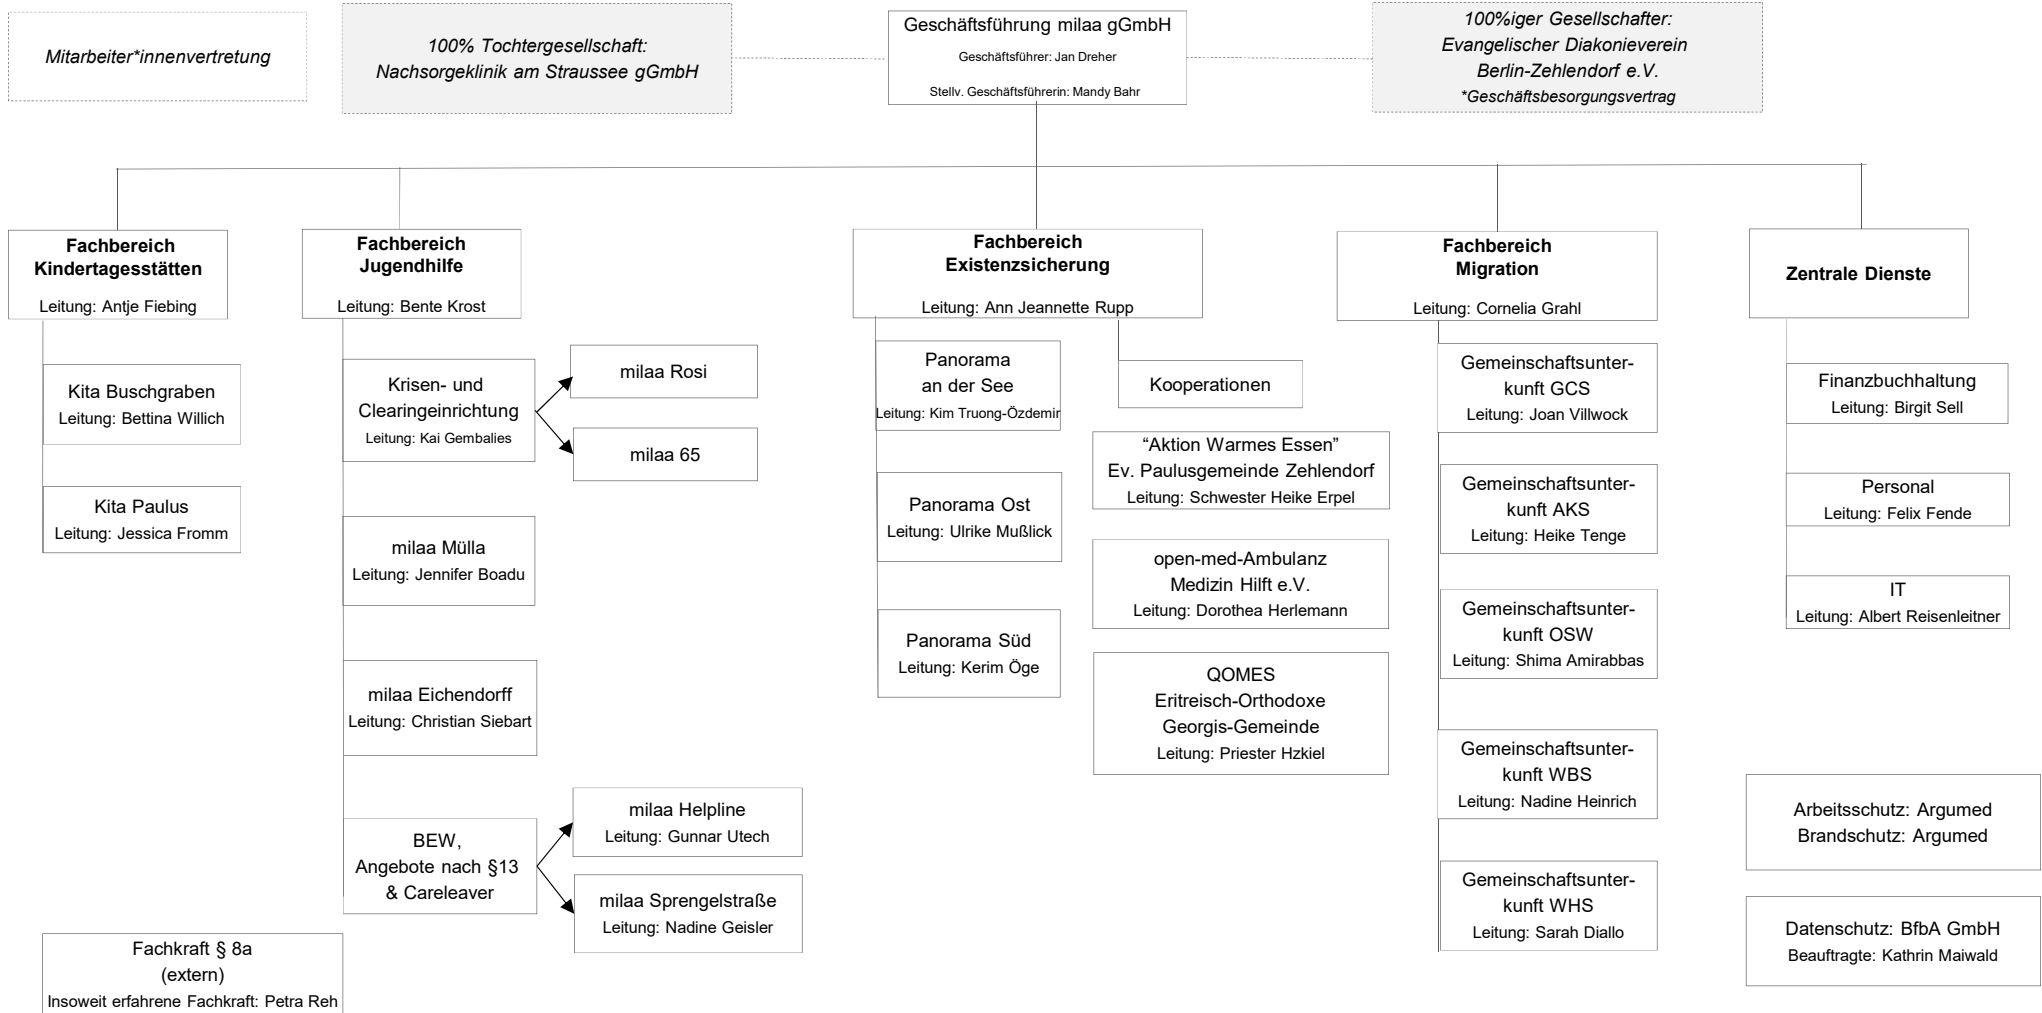 Mitarbeiter*innenvertretung
100% Tochtergesellschaft:
Nachsorgeklinik am Straussee gGmbH
Geschäftsführung milaa gGmbH
Geschäftsführer: Jan Dreher
Stellv. Geschäftsführerin: Mandy Bahr
100%iger Gesellschafter:
Evangelischer Diakonieverein
Berlin-Zehlendorf e.V.
*Geschäftsbesorgungsvertrag
Fachbereich
Kindertagesstätten
Leitung: Antje Fiebing
Kita Buschgraben
Leitung: Bettina Willich
Kita Paulus
Leitung: Jessica Fromm
Fachbereich
Jugendhilfe
Leitung: Bente Krost
Krisen- und
Clearingeinrichtung
Leitung: Kai Gembalies
milaa Rosi
milaa 65
milaa Mülla
Leitung: Jennifer Boadu
milaa Eichendorff
Leitung: Christian Siebart
BEW,
Angebote nach §13
& Careleaver
milaa Helpline
Leitung: Gunnar Utech
milaa Sprengelstraße
Leitung: Nadine Geisler
Fachkraft § 8a
(extern)
Insoweit erfahrene Fachkraft: Petra Reh
Fachbereich
Existenzsicherung
Leitung: Ann Jeannette Rupp
Panorama
an der See
Leitung: Kim Truong-Özdemir
Panorama Ost
Leitung: Ulrike Mußlick
Panorama Süd
Leitung: Kerim Öge
Kooperationen
“Aktion Warmes Essen”
Ev. Paulusgemeinde Zehlendorf
Leitung: Schwester Heike Erpel
open-med-Ambulanz
Medizin Hilft e.V.
Leitung: Dorothea Herlemann
QOMES
Eritreisch-Orthodoxe
Georgis-Gemeinde
Leitung: Priester Hzkiel
Fachbereich
Migration
Leitung: Cornelia Grahl
Gemeinschaftsunter-
kunft GCS
Leitung: Joan Villwock
Gemeinschaftsunter-
kunft AKS
Leitung: Heike Tenge
Gemeinschaftsunter-
kunft OSW
Leitung: Shima Amirabbas
Gemeinschaftsunter-
kunft WBS
Leitung: Nadine Heinrich
Gemeinschaftsunter-
kunft WHS
Leitung: Sarah Diallo
Zentrale Dienste
Finanzbuchhaltung
Leitung: Birgit Sell
Personal
Leitung: Felix Fende
IT
Leitung: Albert Reisenleitner
Arbeitsschutz: Argumed
Brandschutz: Argumed
Datenschutz: BfbA GmbH
Beauftragte: Kathrin Maiwald